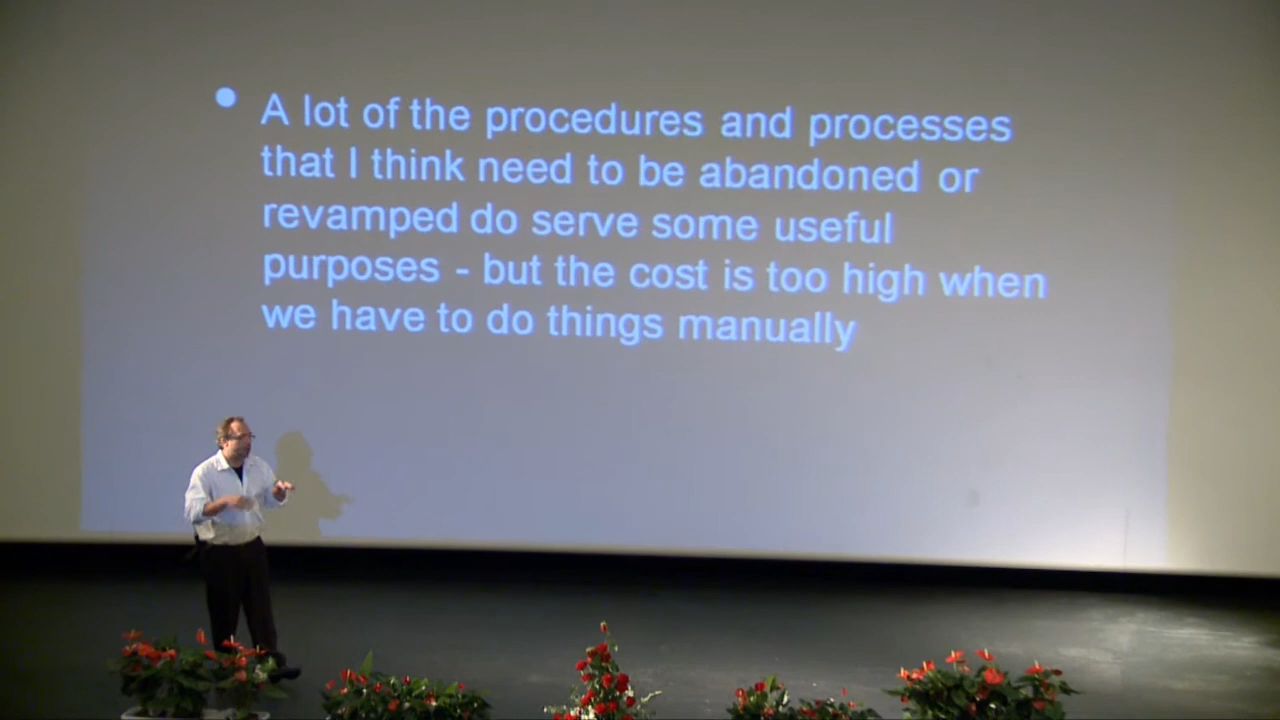 • A lot of the procedures and processes
that I think need to be abandoned or
revamped do serve some useful
purposes - but the cost is too high when
we have to do things manually